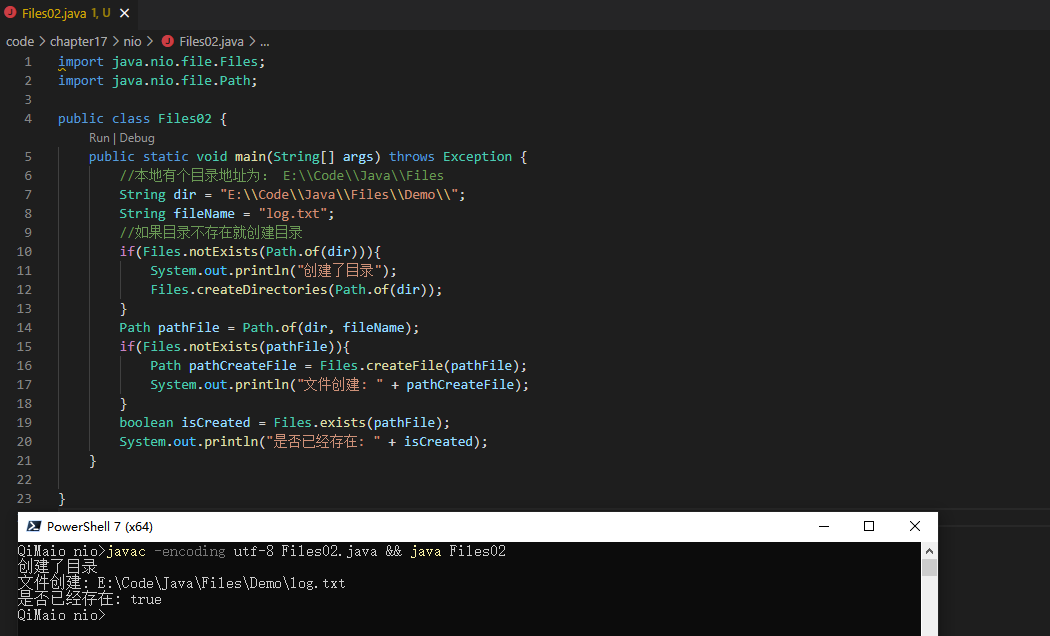 Files02.java 1, U
code > chapter17 > nio > Files02.java > ...
1 import java.nio.file.Files;
2 import java.nio.file.Path;
3
4 public class Files02 {
Run | Debug
5 public static void main(String[] args) throws Exception {
6 //本地有个目录地址为： E:\\Code\\Java\\Files
7 String dir = "E:\\Code\\Java\\Files\\Demo\\";
8 String fileName = "log.txt";
9 //如果目录不存在就创建目录
10 if(Files.notExists(Path.of(dir))){
11 System.out.println("创建了目录");
12 Files.createDirectories(Path.of(dir));
13 }
14 Path pathFile = Path.of(dir, fileName);
15 if(Files.notExists(pathFile)){
16 Path pathCreateFile = Files.createFile(pathFile);
17 System.out.println("文件创建: " + pathCreateFile);
18 }
19 boolean isCreated = Files.exists(pathFile);
20 System.out.println("是否已经存在: " + isCreated);
21 }
22
23 }
PowerShell 7 (x64)
QiMaio nio>javac -encoding utf-8 Files02.java && java Files02
创建了目录
文件创建: E:\Code\Java\Files\Demo\log.txt
是否已经存在: true
QiMaio nio>